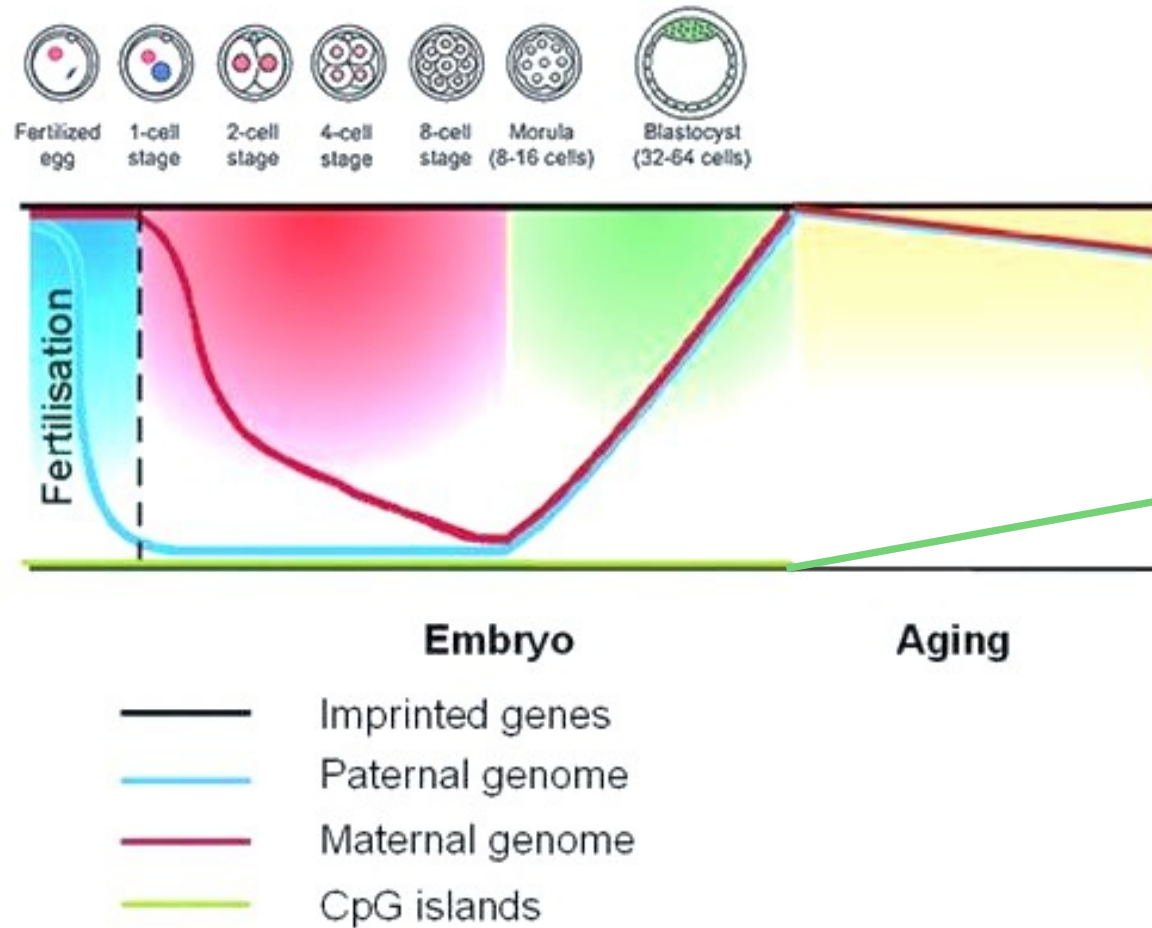 Fertilized egg
1-cell stage
2-cell stage
4-cell stage
8-cell stage
Morula (8-16 cells)
Blastocyst (32-64 cells)
Fertilisation
Embryo
Aging
Imprinted genes
Paternal genome
Maternal genome
CpG islands